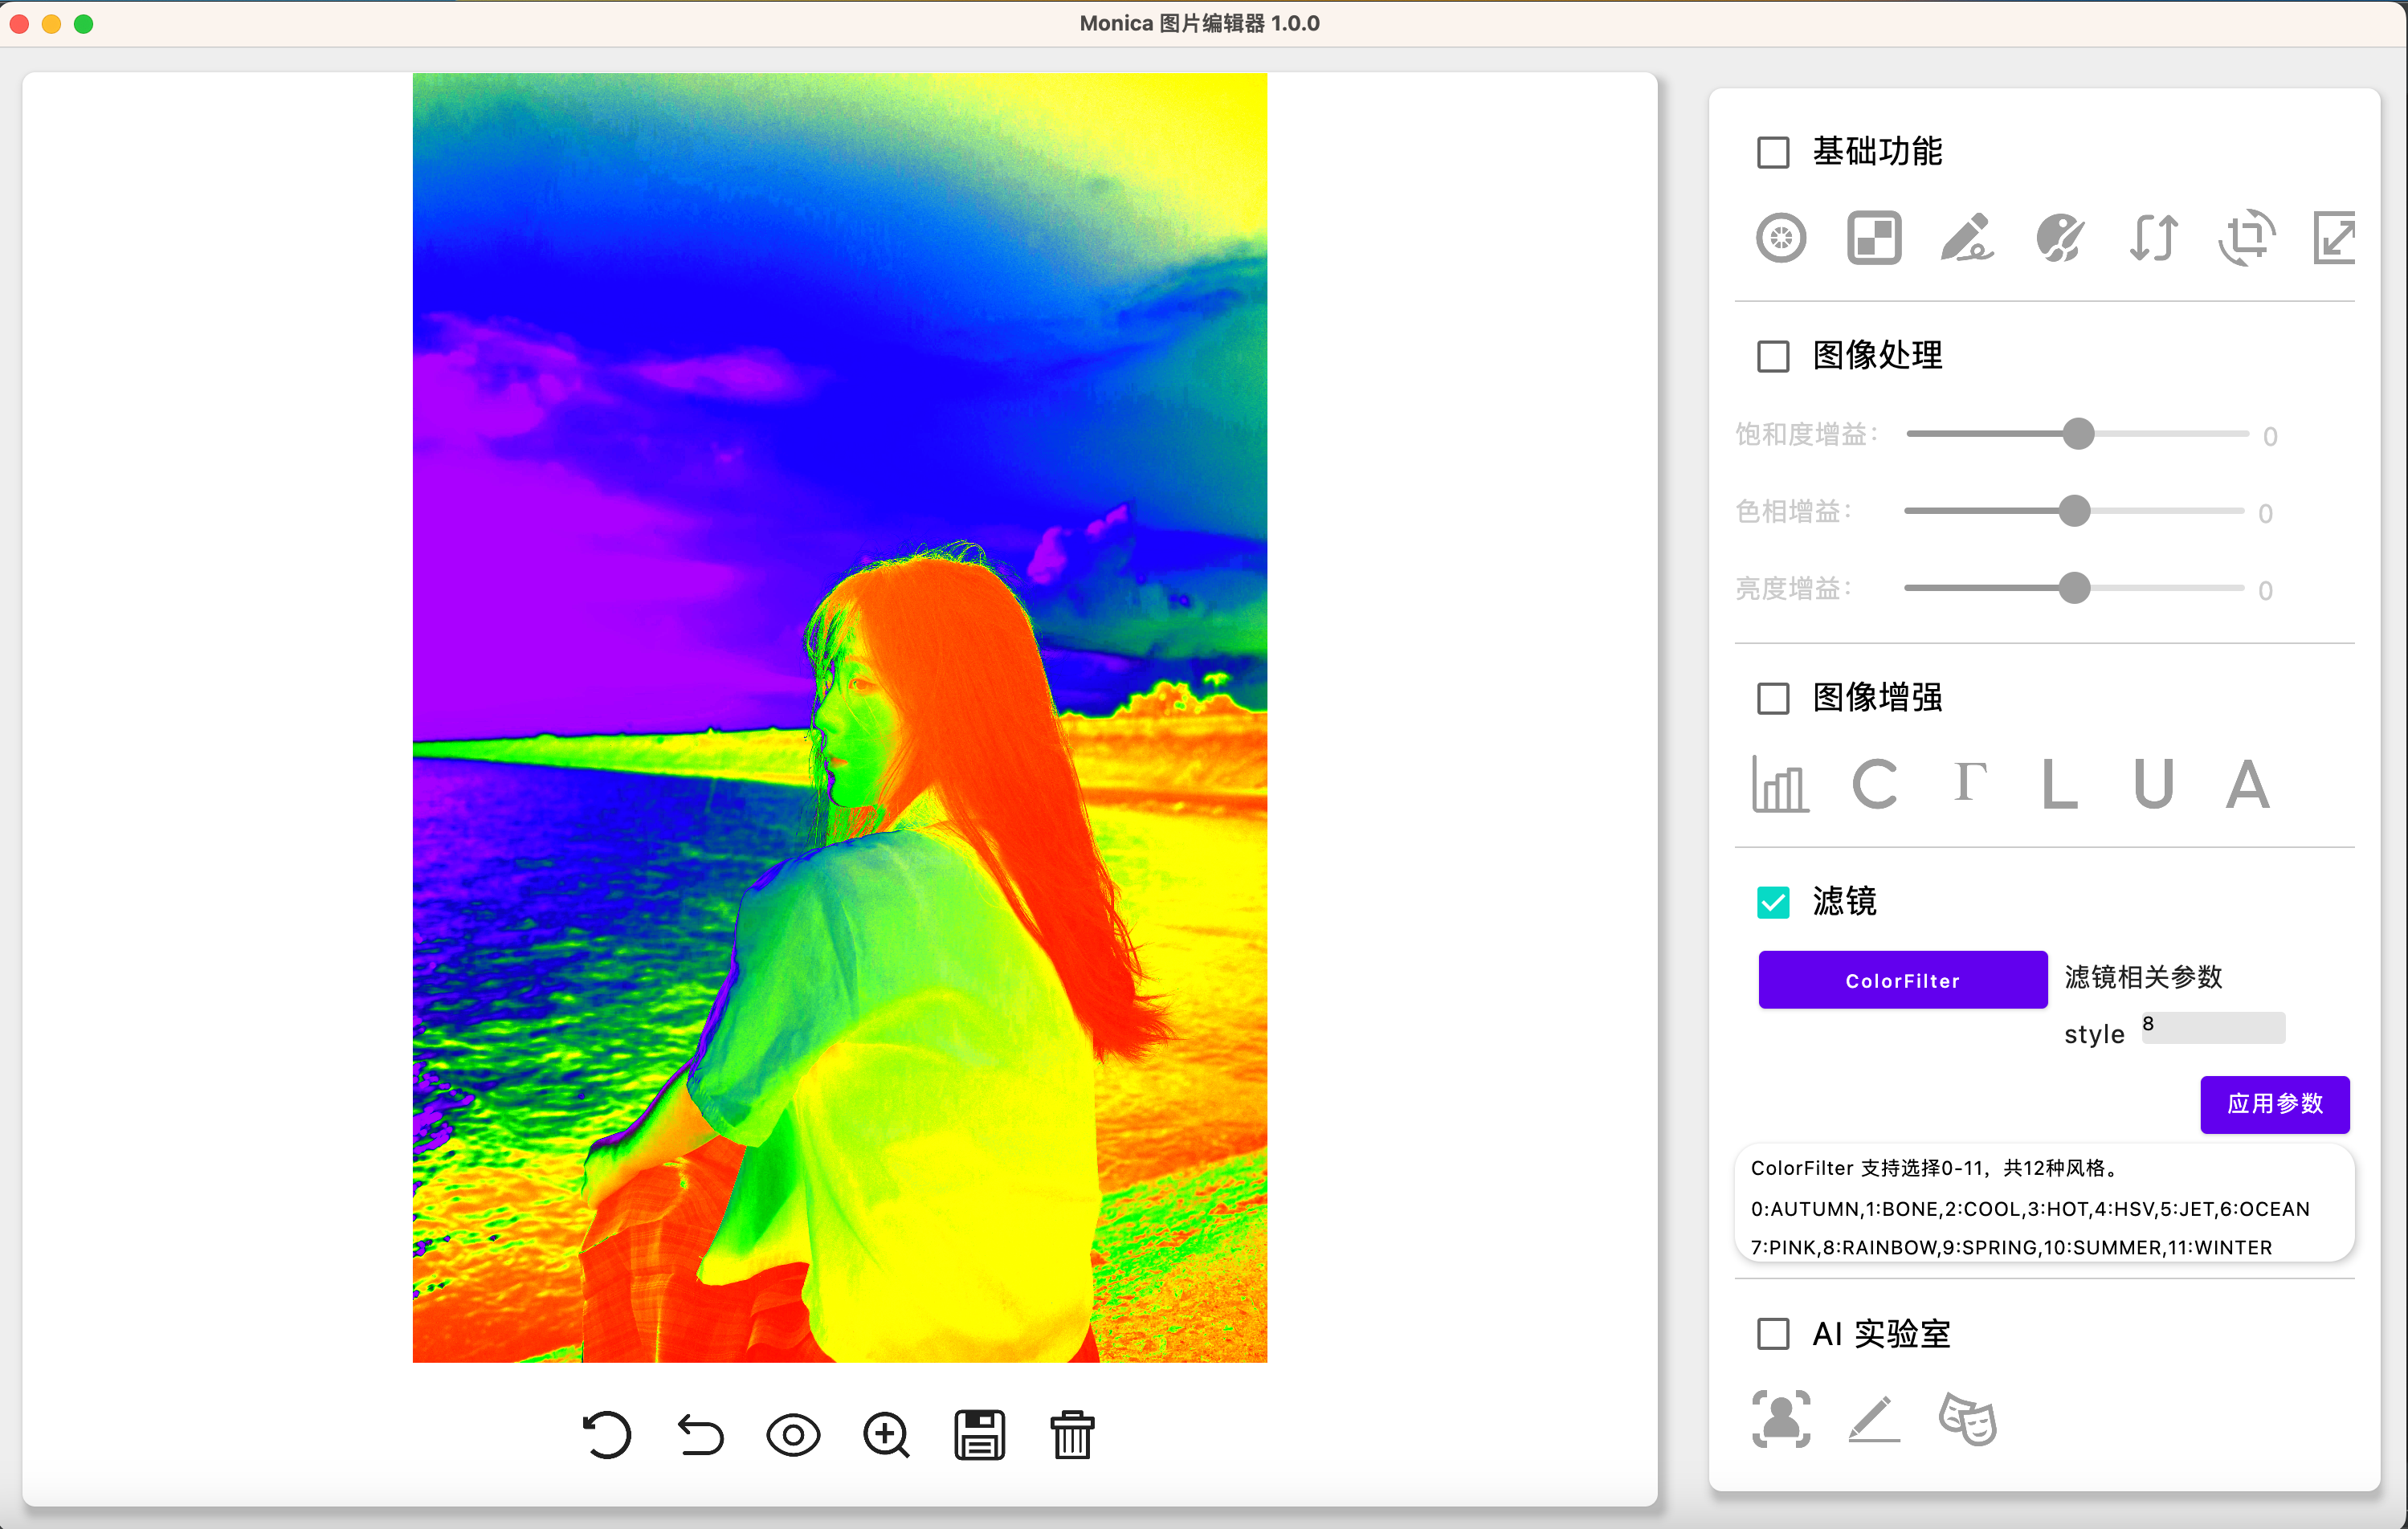 Monica 图片编辑器 1.0.0
基础功能
图像处理
饱和度增益: 0
色相增益: 0
亮度增益: 0
图像增强
C Γ L U A
滤镜
ColorFilter
滤镜相关参数
style 8
应用参数
ColorFilter 支持选择0-11，共12种风格。
0:AUTUMN,1:BONE,2:COOL,3:HOT,4:HSV,5:JET,6:OCEAN
7:PINK,8:RAINBOW,9:SPRING,10:SUMMER,11:WINTER
AI 实验室